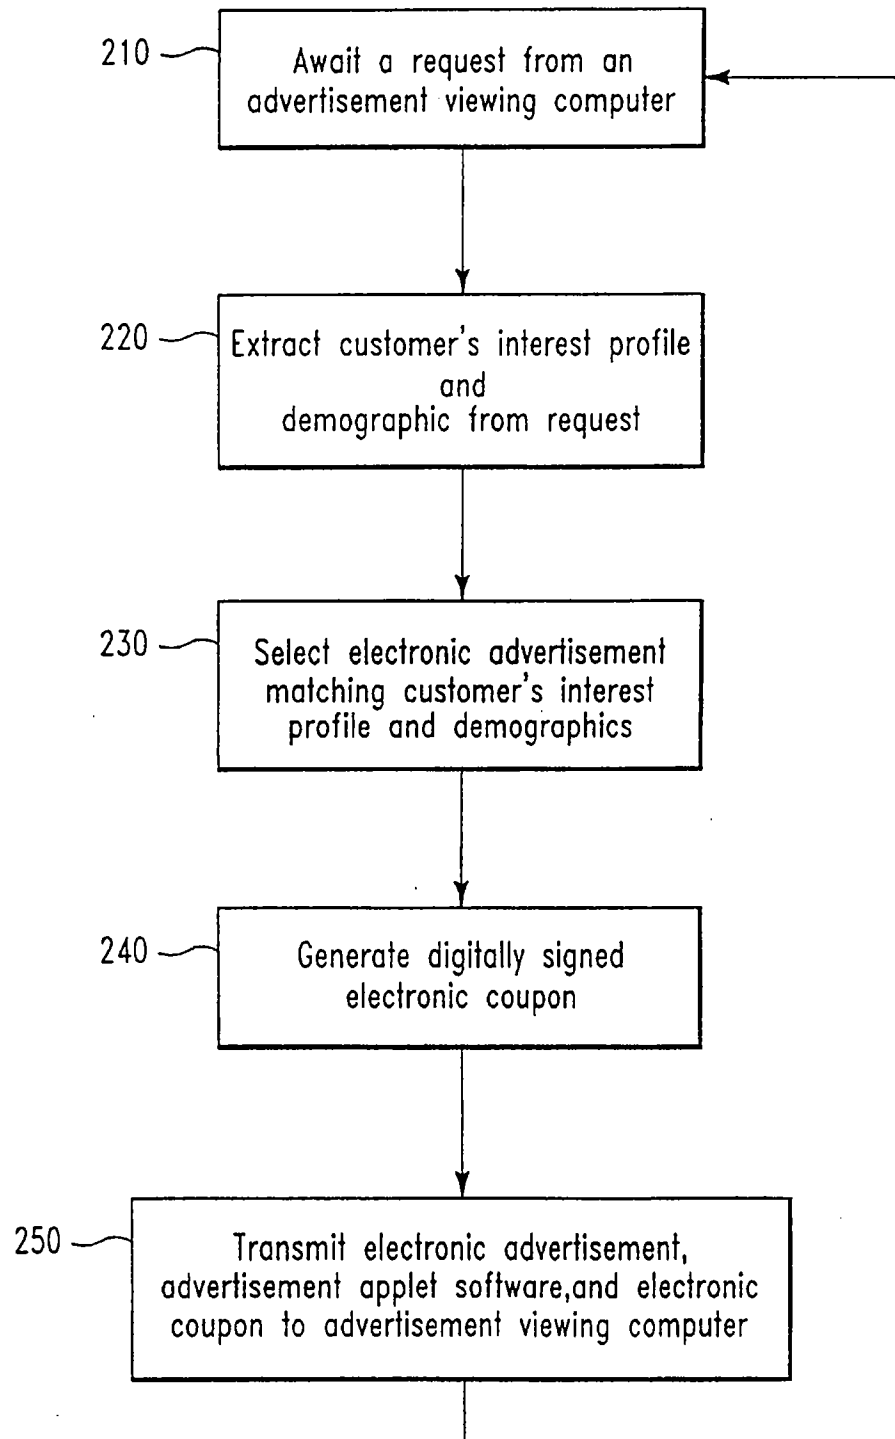 210
Await a request from an
advertisement viewing computer
220
Extract customer's interest profile
and
demographic from request
230
Select electronic advertisement
matching customer's interest
profile and demographics
240
Generate digitally signed
electronic coupon
250
Transmit electronic advertisement,
advertisement applet software,and electronic
coupon to advertisement viewing computer